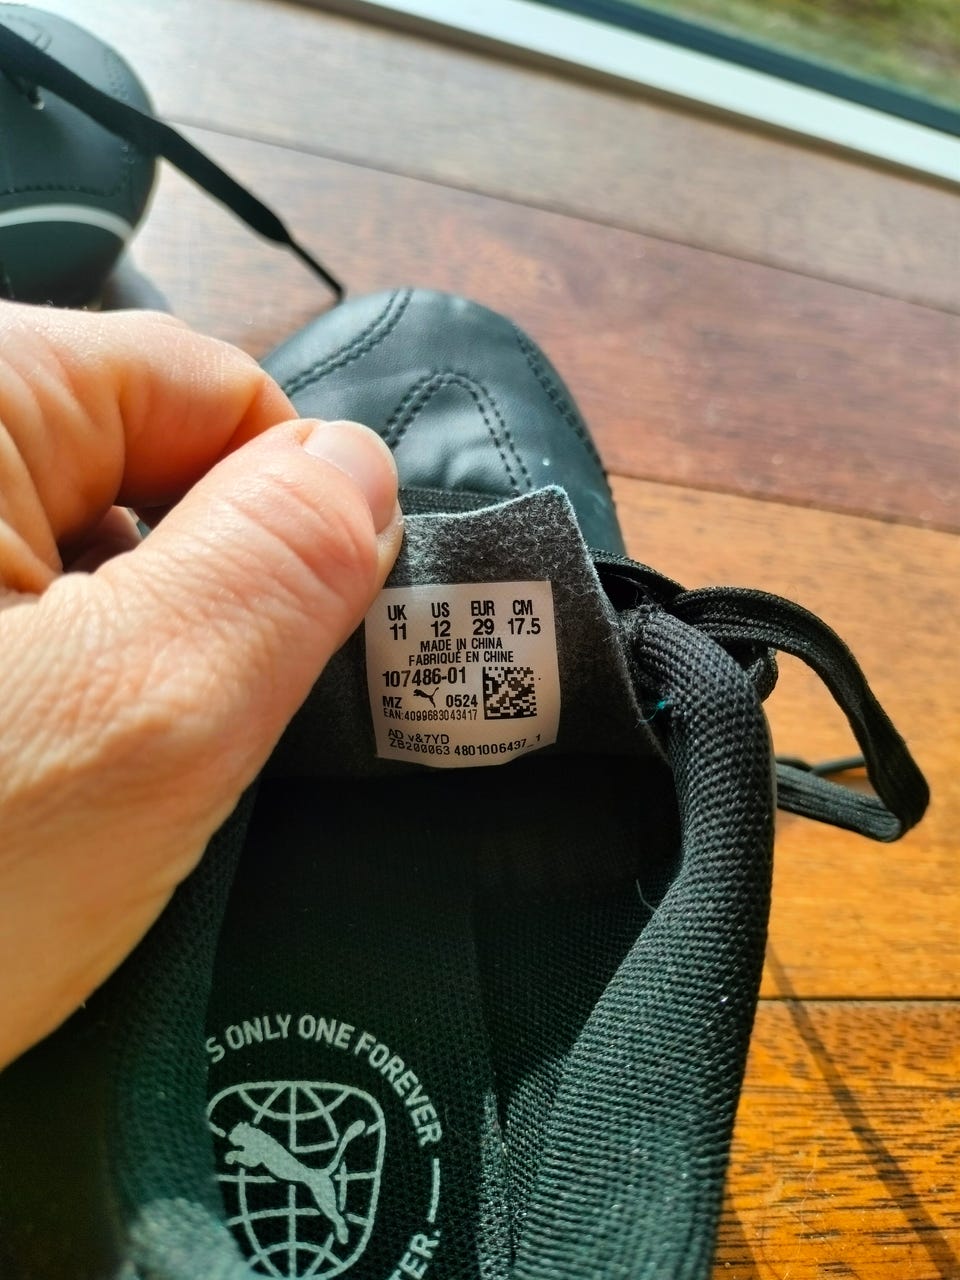 UK US EUR CM
11 12 29 17.5
MADE IN CHINA
FABRIQUÉ EN CHINE
107486-01
MZ 0524
EAN:4099683043417
AD v&7YD
ZB200063 4801006437_1
S ONLY ONE FOREVER —
TER.